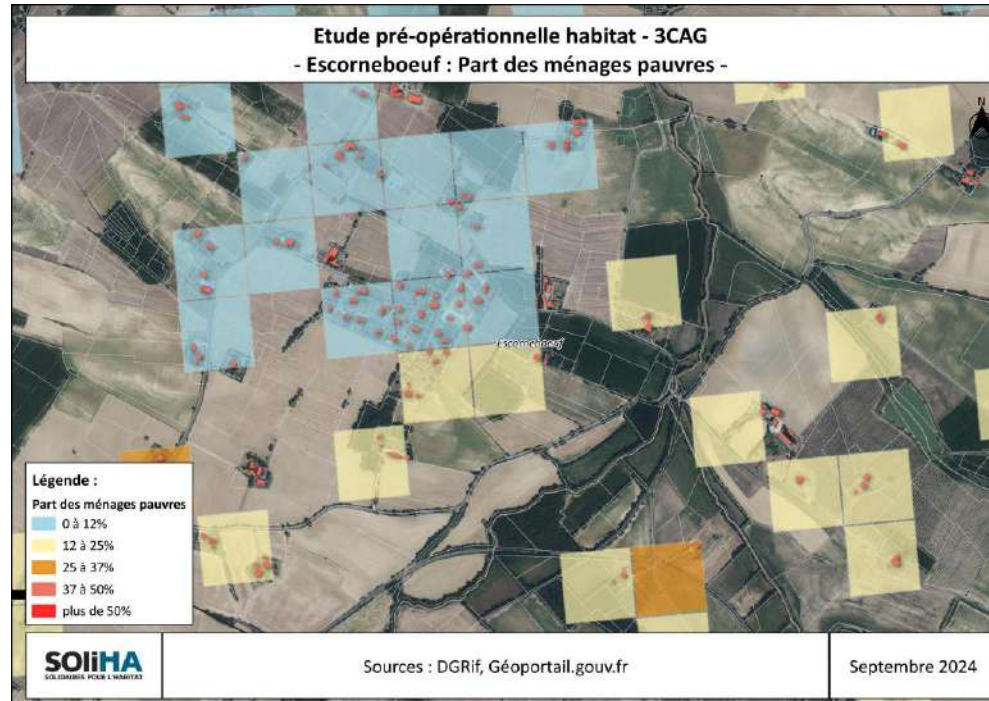 Etude pré-opérationnelle habitat - 3CAG
- Escorneboeuf : Part des ménages pauvres -
N
Escorneboeuf
Légende :
Part des ménages pauvres
0 à 12%
12 à 25%
25 à 37%
37 à 50%
plus de 50%
SOliHA
SOLIDAIRES POUR L'HABITAT
Sources : DGRif, Géoportail.gouv.fr
Septembre 2024